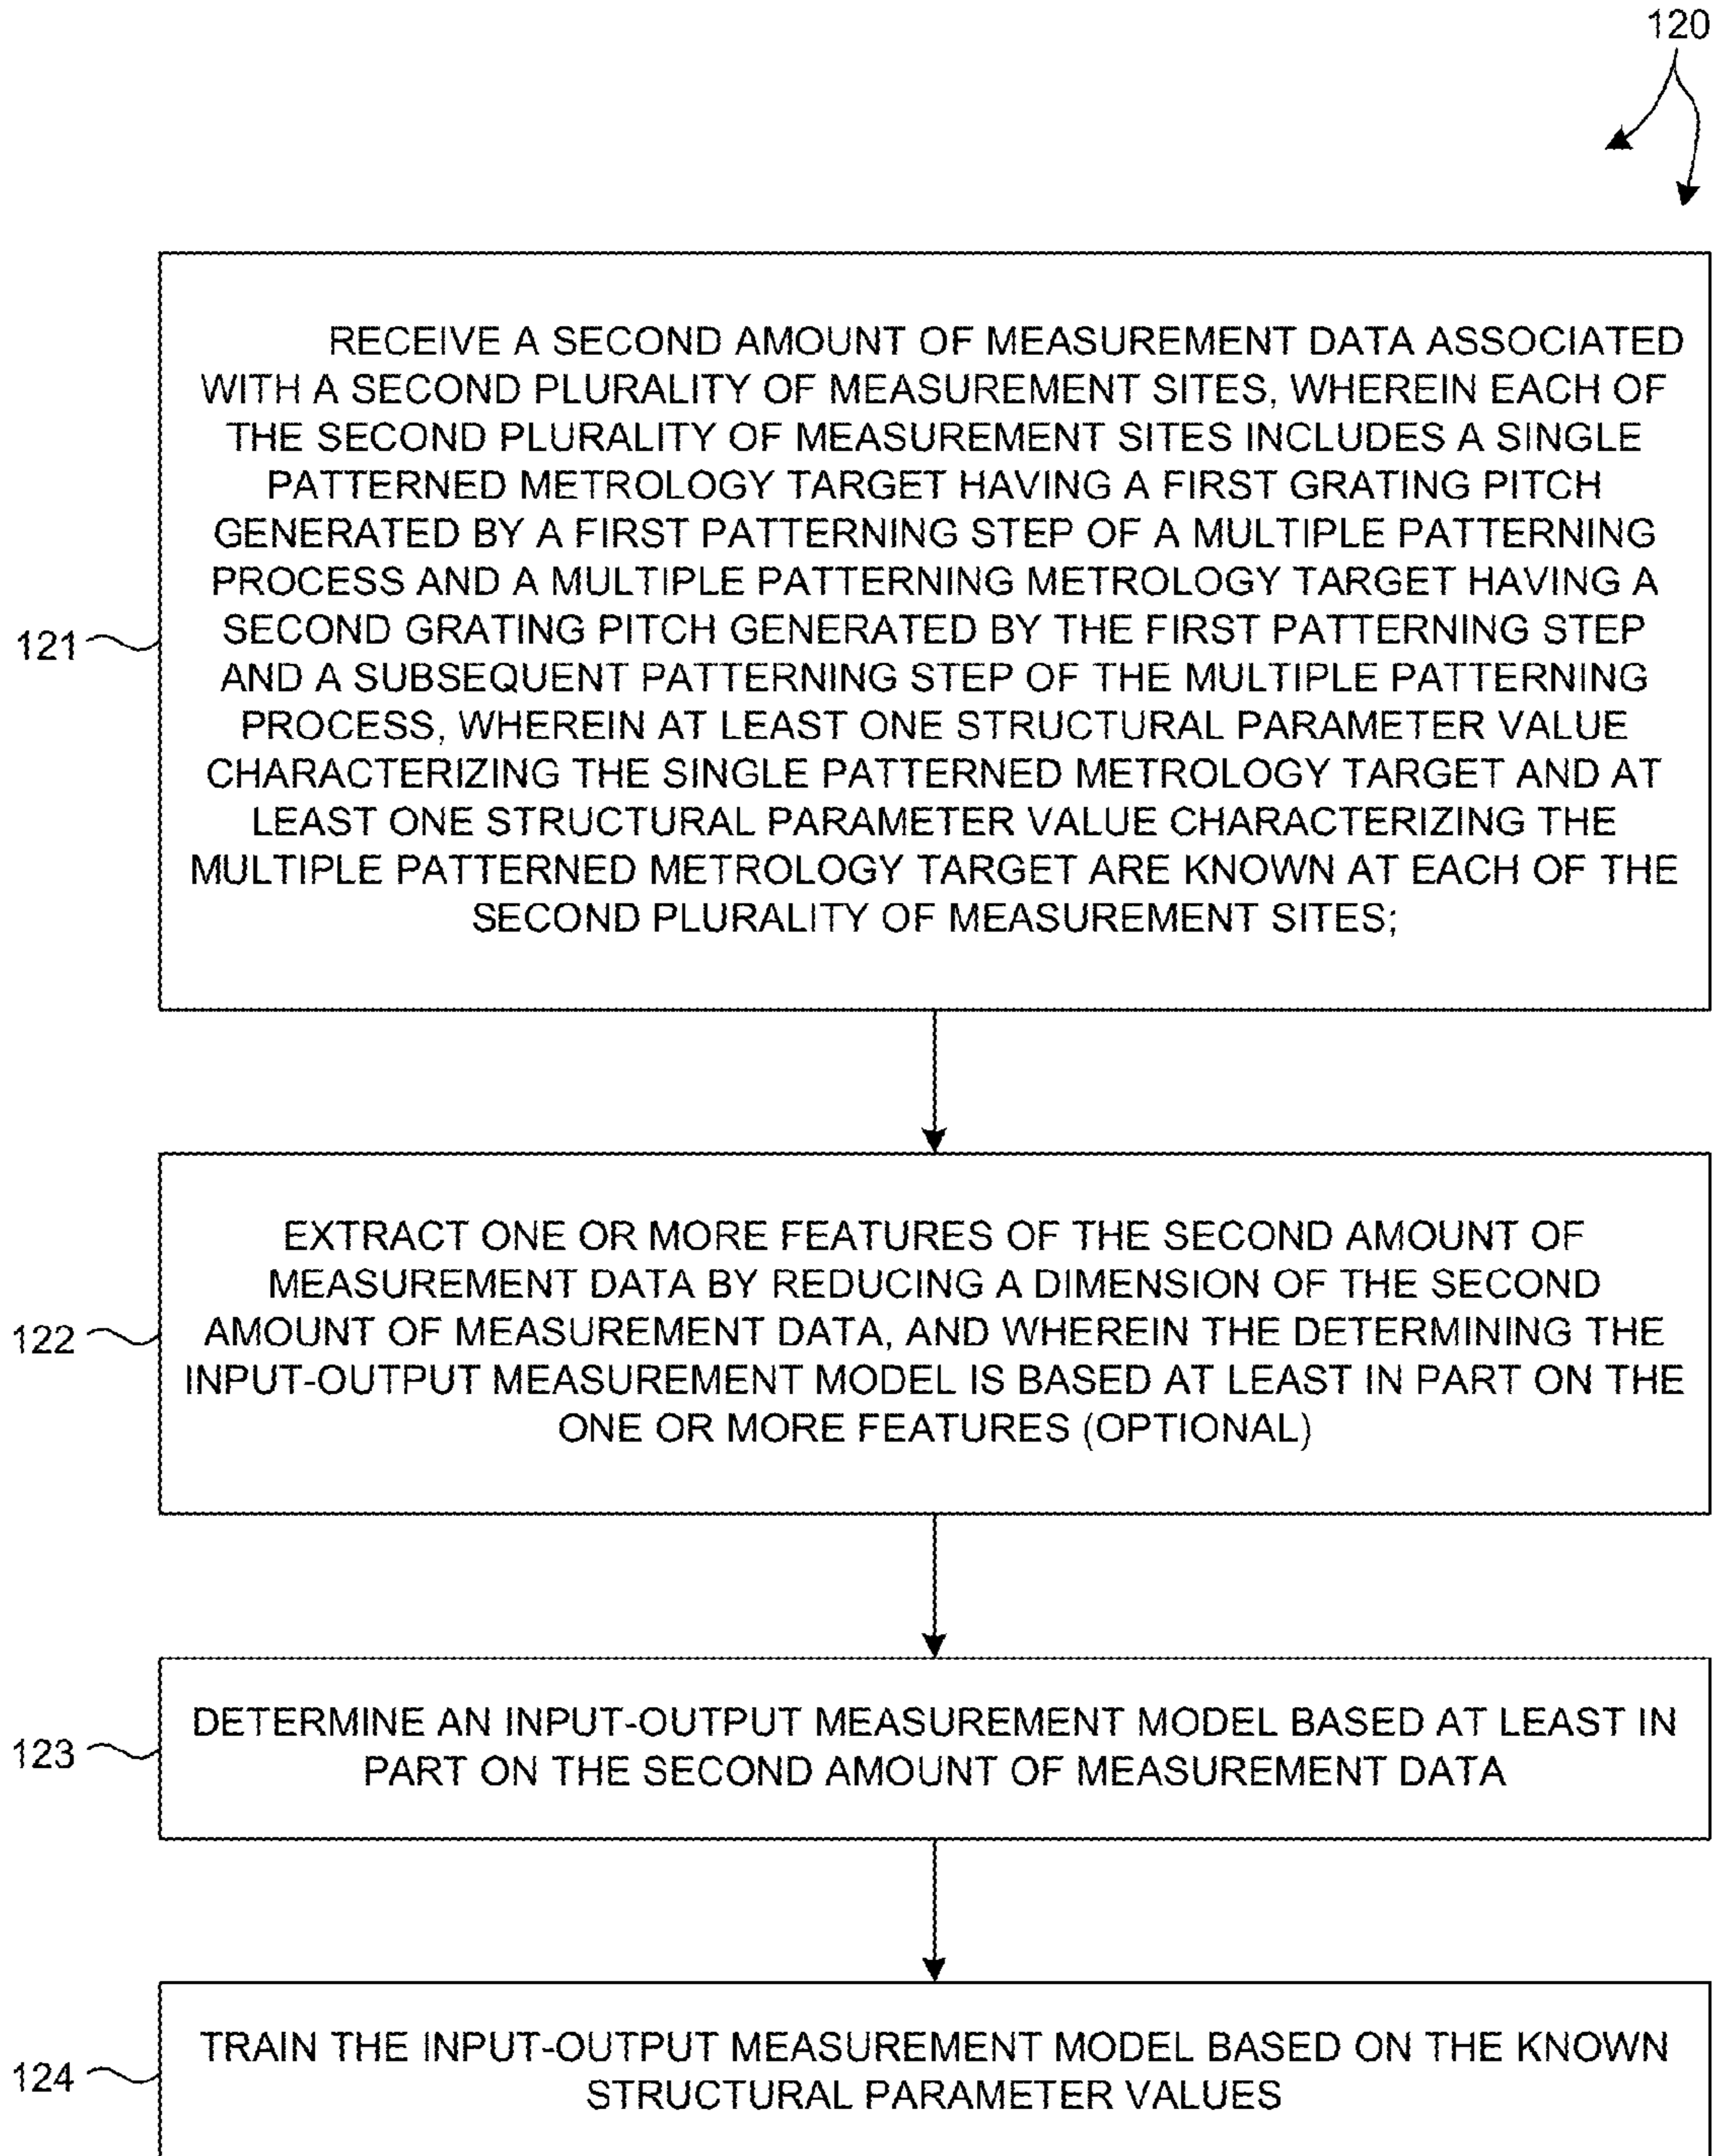 120
RECEIVE A SECOND AMOUNT OF MEASUREMENT DATA ASSOCIATED
WITH A SECOND PLURALITY OF MEASUREMENT SITES, WHEREIN EACH OF
THE SECOND PLURALITY OF MEASUREMENT SITES INCLUDES A SINGLE
PATTERNED METROLOGY TARGET HAVING A FIRST GRATING PITCH
GENERATED BY A FIRST PATTERNING STEP OF A MULTIPLE PATTERNING
PROCESS AND A MULTIPLE PATTERNING METROLOGY TARGET HAVING A
SECOND GRATING PITCH GENERATED BY THE FIRST PATTERNING STEP
AND A SUBSEQUENT PATTERNING STEP OF THE MULTIPLE PATTERNING
PROCESS, WHEREIN AT LEAST ONE STRUCTURAL PARAMETER VALUE
CHARACTERIZING THE SINGLE PATTERNED METROLOGY TARGET AND AT
LEAST ONE STRUCTURAL PARAMETER VALUE CHARACTERIZING THE
MULTIPLE PATTERNED METROLOGY TARGET ARE KNOWN AT EACH OF THE
SECOND PLURALITY OF MEASUREMENT SITES;
121
EXTRACT ONE OR MORE FEATURES OF THE SECOND AMOUNT OF
MEASUREMENT DATA BY REDUCING A DIMENSION OF THE SECOND
AMOUNT OF MEASUREMENT DATA, AND WHEREIN THE DETERMINING THE
INPUT-OUTPUT MEASUREMENT MODEL IS BASED AT LEAST IN PART ON THE
ONE OR MORE FEATURES (OPTIONAL)
122
DETERMINE AN INPUT-OUTPUT MEASUREMENT MODEL BASED AT LEAST IN
PART ON THE SECOND AMOUNT OF MEASUREMENT DATA
123
TRAIN THE INPUT-OUTPUT MEASUREMENT MODEL BASED ON THE KNOWN
STRUCTURAL PARAMETER VALUES
124